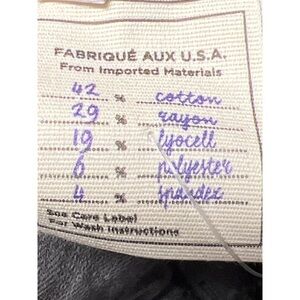 FABRIQUÉ AUX U.S.A.
From Imported Materials
42 % cotton
29 % rayon
19 % lyocell
6 % polyester
4 % spandex
See Care Label
For Wash Instructions